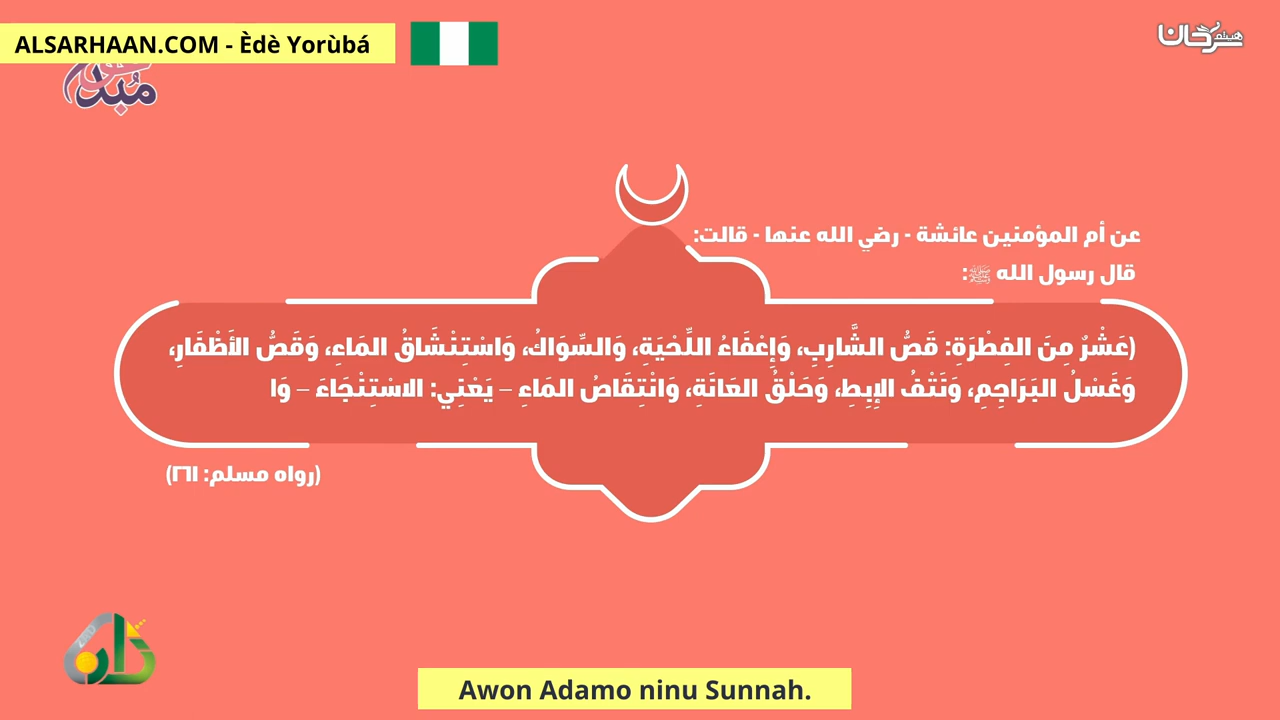 ALSARHAAN.COM - Èdè Yorùbá
هيثم سرحان
عن أم المؤمنين عائشة - رضي الله عنها - قالت:
قال رسول الله ﷺ:
(عَشْرٌ مِنَ الفِطْرَةِ: قَصُّ الشَّارِبِ، وَإِعْفَاءُ اللِّحْيَةِ، وَالسِّوَاكُ، وَاسْتِنْشَاقُ المَاءِ، وَقَصُّ الأَظْفَارِ،
وَغَسْلُ البَرَاجِمِ، وَنَتْفُ الإِبِطِ، وَحَلْقُ العَانَةِ، وَانْتِقَاصُ المَاءِ – يَعْنِي: الاسْتِنْجَاءَ – وَا
(رواه مسلم: ٢٦١)
Awon Adamo ninu Sunnah.